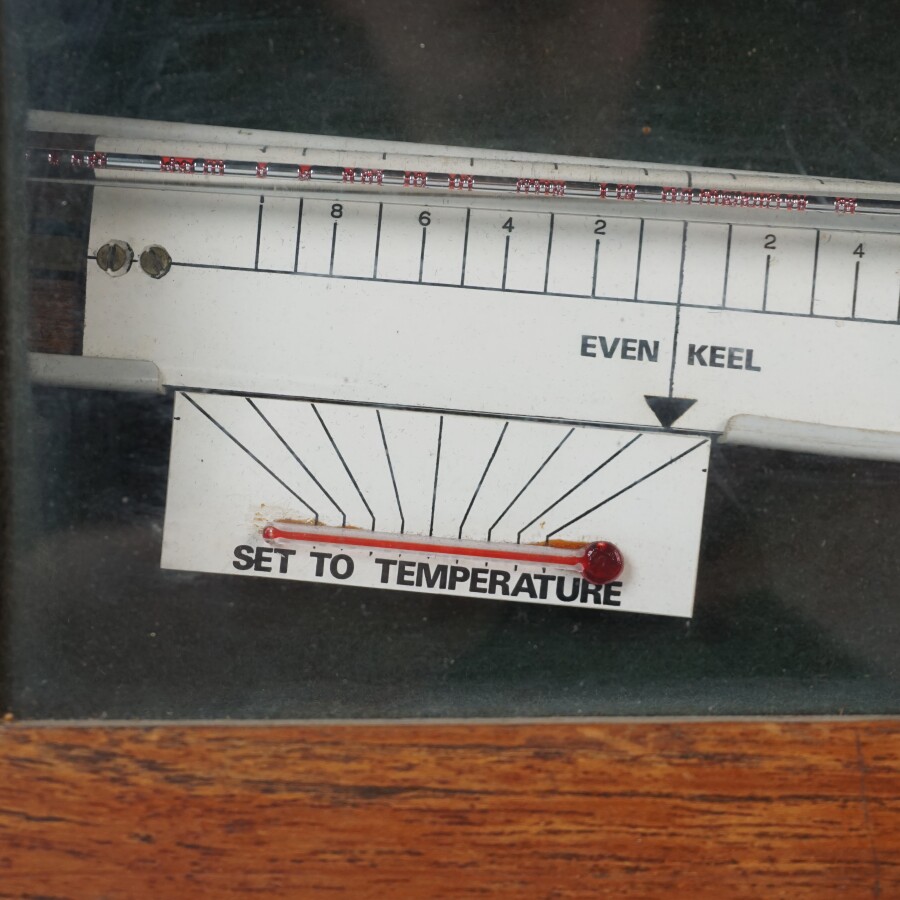 8 6 4 2 2 4
EVEN KEEL
SET TO TEMPERATURE